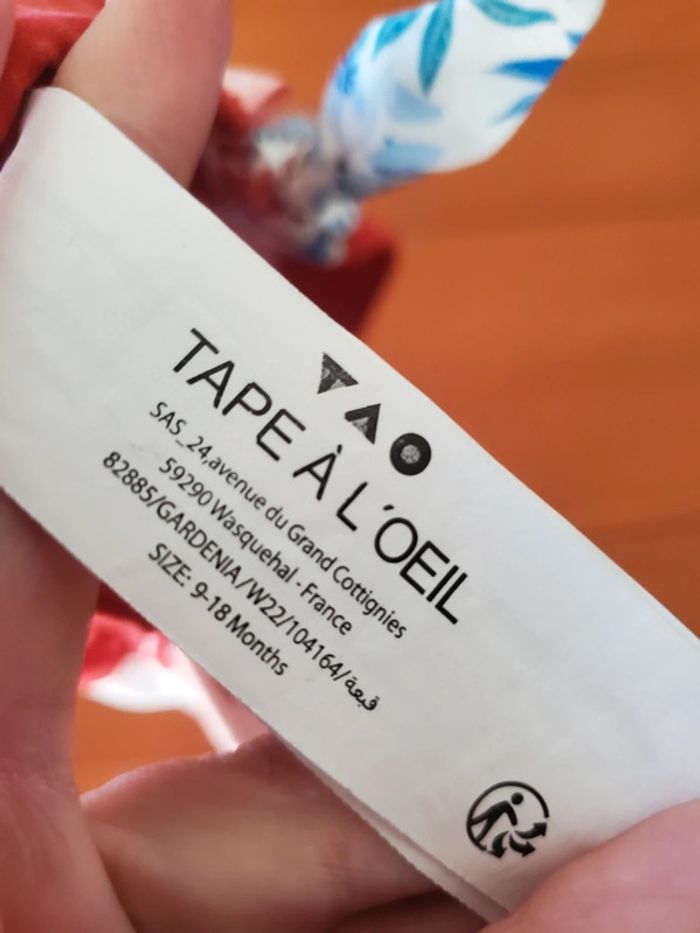 TAO
TAPE À L'OEIL
SAS_24,avenue du Grand Cottignies
59290 Wasquehal - France
82885/GARDENIA/W22/104164/قبعة
SIZE: 9-18 Months